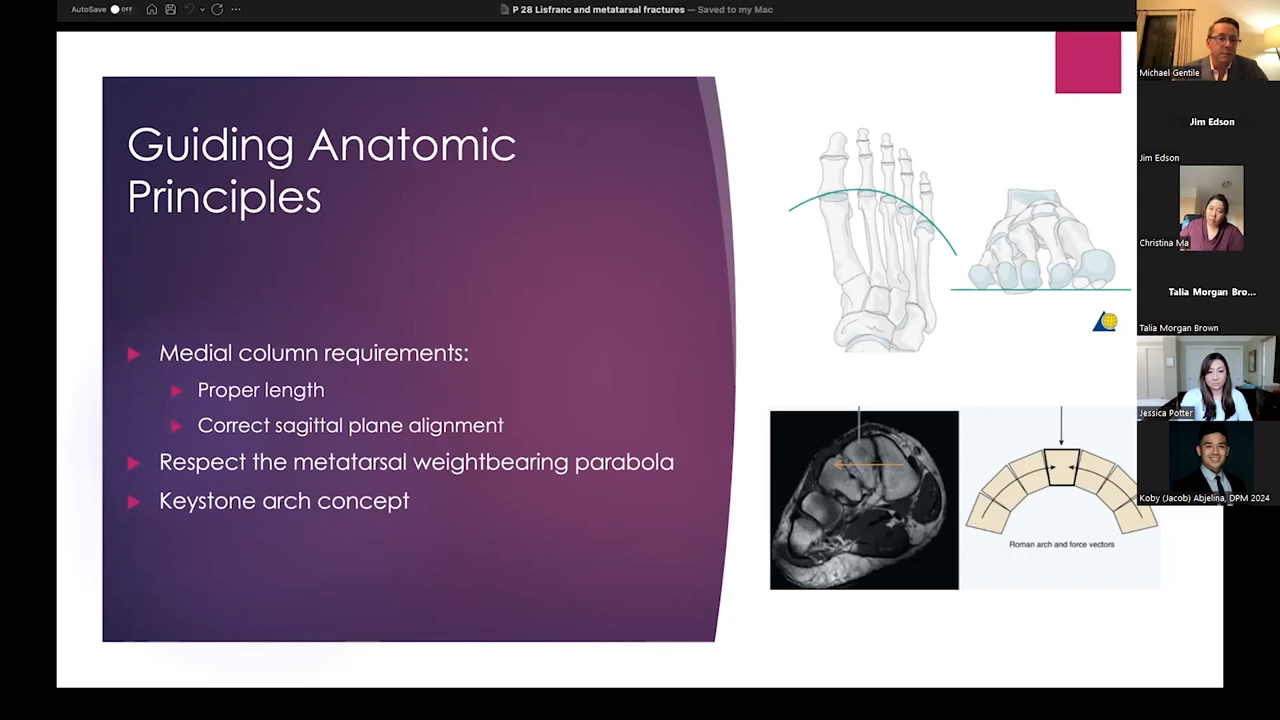 AutoSave OFF
P 28 Lisfranc and metatarsal fractures — Saved to my Mac
Guiding Anatomic
Principles
Medial column requirements:
Proper length
Correct sagittal plane alignment
Respect the metatarsal weightbearing parabola
Keystone arch concept
Roman arch and force vectors
Michael Gentile
Jim Edson
Jim Edson
Christina Ma
Talia Morgan Bro...
Talia Morgan Brown
Jessica Potter
Koby (Jacob) Abjelina, DPM 2024